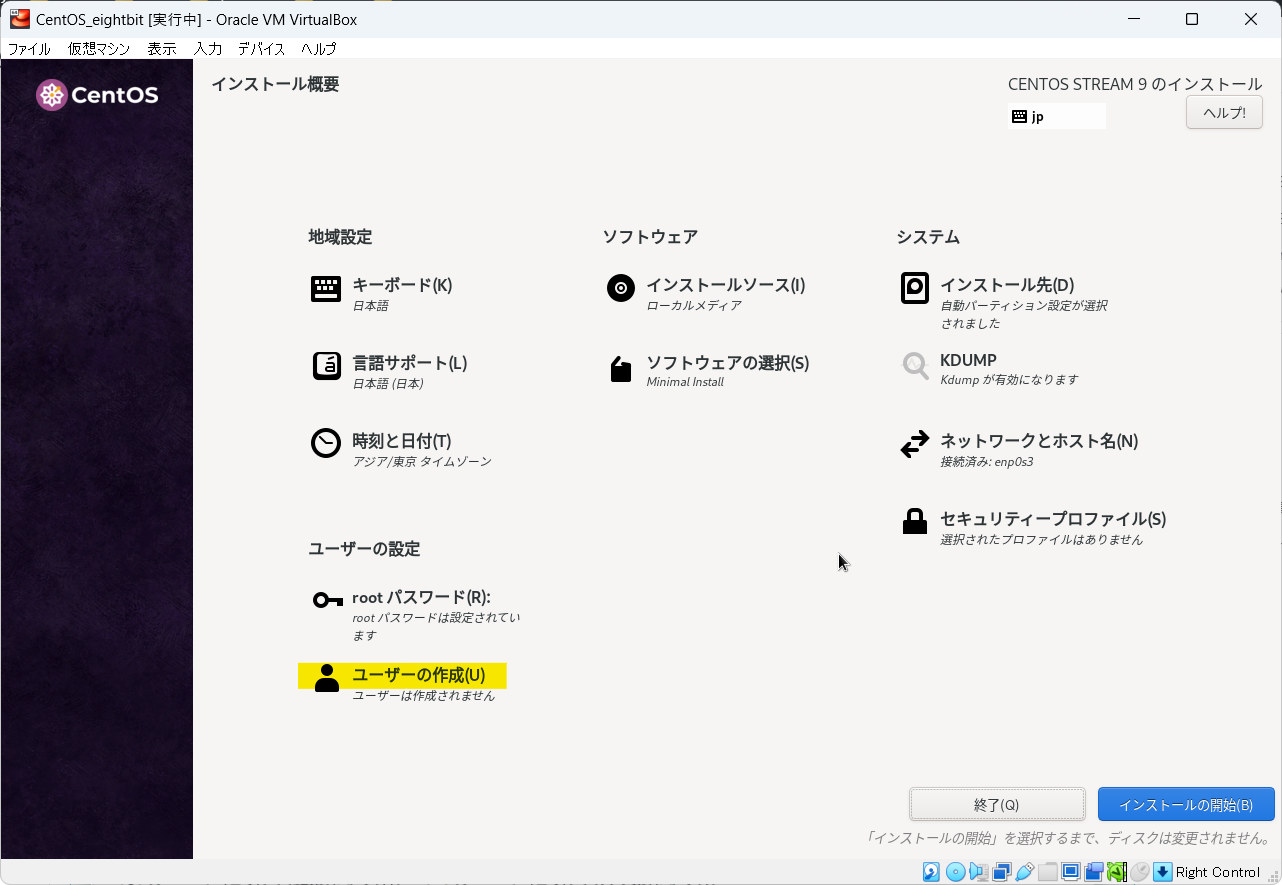 CentOS_eightbit [実行中] - Oracle VM VirtualBox
ファイル 仮想マシン 表示 入力 デバイス ヘルプ
CentOS
インストール概要
CENTOS STREAM 9 のインストール
jp
ヘルプ!
地域設定
キーボード(K)
日本語
言語サポート(L)
日本語 (日本)
時刻と日付(T)
アジア/東京 タイムゾーン
ソフトウェア
インストールソース(I)
ローカルメディア
ソフトウェアの選択(S)
Minimal Install
システム
インストール先(D)
自動パーティション設定が選択
されました
KDUMP
Kdump が有効になります
ネットワークとホスト名(N)
接続済み: enp0s3
セキュリティープロファイル(S)
選択されたプロファイルはありません
ユーザーの設定
root パスワード(R):
root パスワードは設定されてい
ます
ユーザーの作成(U)
ユーザーは作成されません
終了(Q)
インストールの開始(B)
「インストールの開始」を選択するまで、ディスクは変更されません。
Right Control